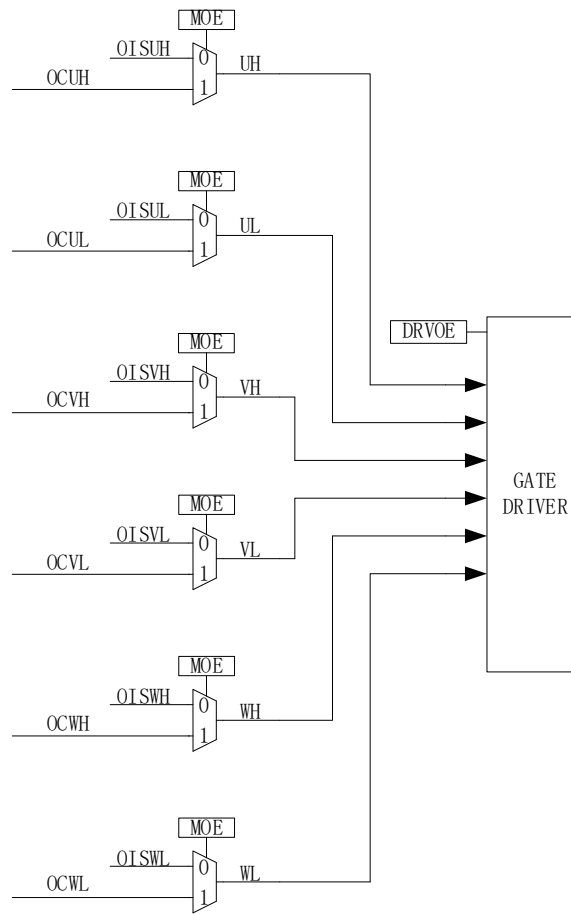 MOE
OISUH
0
UH
OCUH
1
MOE
OISUL
0
UL
OCUL
1
MOE
OISVH
0
VH
OCVH
1
MOE
OISVL
0
VL
OCVL
1
MOE
OISWH
0
WH
OCWH
1
MOE
OISWL
0
WL
OCWL
1
DRVOE
GATE
DRIVER